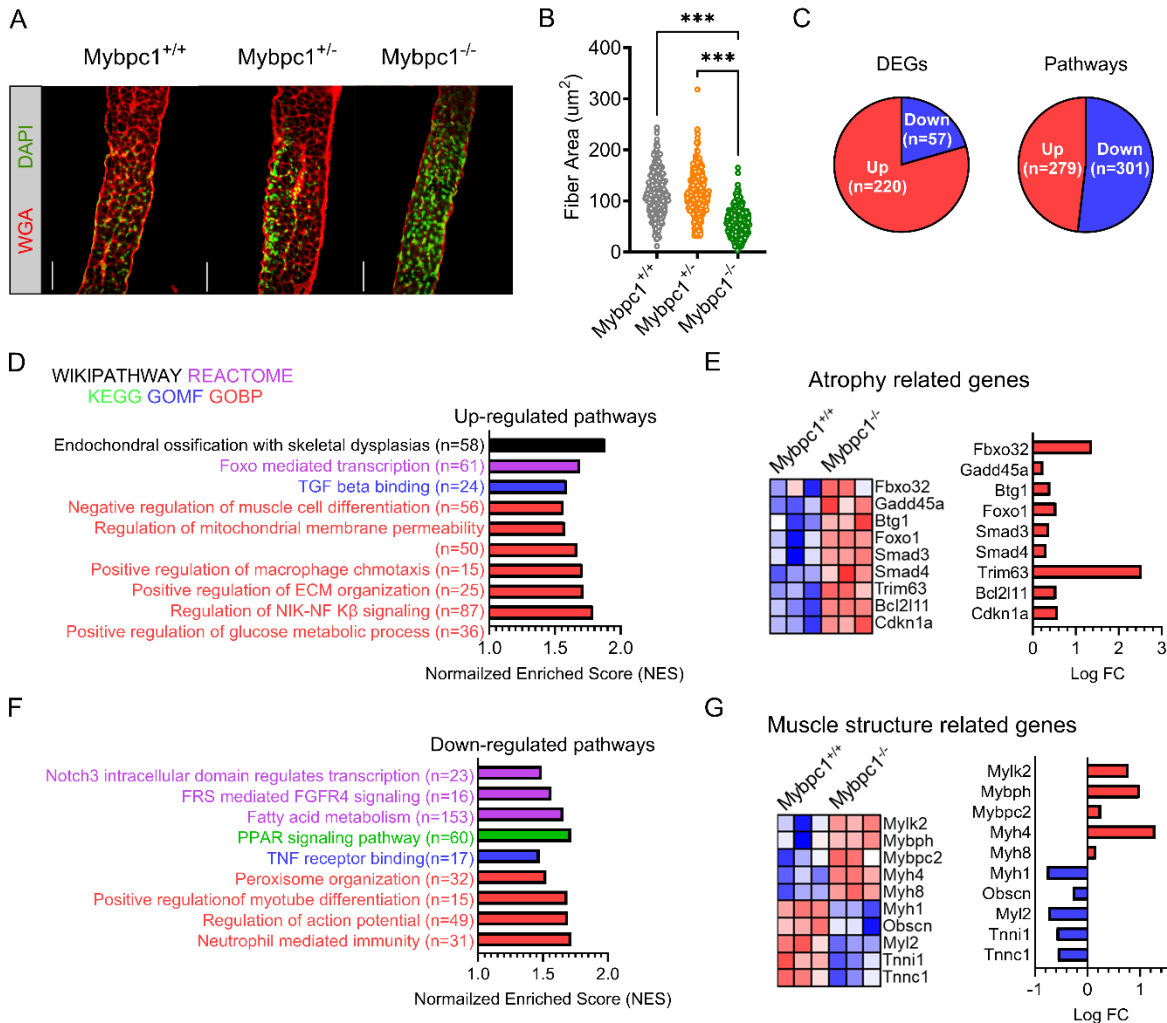 A
Mybpc1+/+
Mybpc1+/-
Mybpc1-/-
WGA DAPI
B
***
***
Fiber Area (um2)
400
300
200
100
0
Mybpc1+/+
Mybpc1+/-
Mybpc1-/-
C
DEGs
Pathways
Down
(n=57)
Up
(n=220)
Up
(n=279)
Down
(n=301)
D
WIKIPATHWAY REACTOME
KEGG GOMF GOBP
Up-regulated pathways
Endochondral ossification with skeletal dysplasias (n=58)
Foxo mediated transcription (n=61)
TGF beta binding (n=24)
Negative regulation of muscle cell differentiation (n=56)
Regulation of mitochondrial membrane permeability
(n=50)
Positive regulation of macrophage chmotaxis (n=15)
Positive regulation of ECM organization (n=25)
Regulation of NIK-NF Kβ signaling (n=87)
Positive regulation of glucose metabolic process (n=36)
1.0 1.5 2.0
Normailzed Enriched Score (NES)
E
Atrophy related genes
Mybpc1+/+
Mybpc1-/-
Fbxo32
Gadd45a
Btg1
Foxo1
Smad3
Smad4
Trim63
Bcl2l11
Cdkn1a
Fbxo32
Gadd45a
Btg1
Foxo1
Smad3
Smad4
Trim63
Bcl2l11
Cdkn1a
0 1 2 3
Log FC
F
Down-regulated pathways
Notch3 intracellular domain regulates transcription (n=23)
FRS mediated FGFR4 signaling (n=16)
Fatty acid metabolism (n=153)
PPAR signaling pathway (n=60)
TNF receptor binding(n=17)
Peroxisome organization (n=32)
Positive regulationof myotube differentiation (n=15)
Regulation of action potential (n=49)
Neutrophil mediated immunity (n=31)
1.0 1.5 2.0
Normailzed Enriched Score (NES)
G
Muscle structure related genes
Mybpc1+/+
Mybpc1-/-
Mylk2
Mybph
Mybpc2
Myh4
Myh8
Myh1
Obscn
Myl2
Tnni1
Tnnc1
Mylk2
Mybph
Mybpc2
Myh4
Myh8
Myh1
Obscn
Myl2
Tnni1
Tnnc1
-1 0 1
Log FC